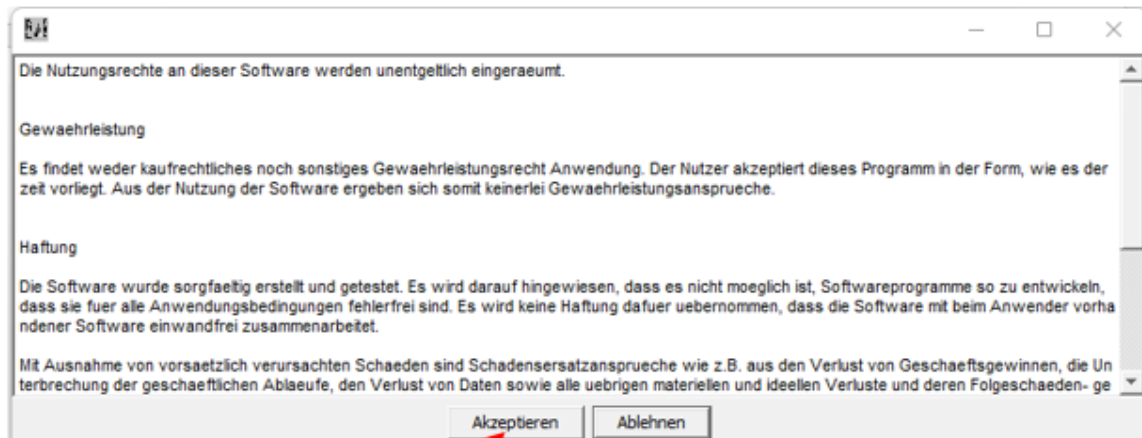 Die Nutzungsrechte an dieser Software werden unentgeltlich eingeraeumt.
Gewaehrleistung
Es findet weder kaufrechtliches noch sonstiges Gewaehrleistungsrecht Anwendung. Der Nutzer akzeptiert dieses Programm in der Form, wie es der
zeit vorliegt. Aus der Nutzung der Software ergeben sich somit keinerlei Gewaehrleistungsansprueche.
Haftung
Die Software wurde sorgfaeltig erstellt und getestet. Es wird darauf hingewiesen, dass es nicht moeglich ist, Softwareprogramme so zu entwickeln,
dass sie fuer alle Anwendungsbedingungen fehlerfrei sind. Es wird keine Haftung dafuer uebernommen, dass die Software mit beim Anwender vorha
ndener Software einwandfrei zusammenarbeitet.
Mit Ausnahme von vorsaetzlich verursachten Schaeden sind Schadensersatzansprueche wie z.B. aus den Verlust von Geschaeftsgewinnen, die Un
terbrechung der geschaeftlichen Ablaeufe, den Verlust von Daten sowie alle uebrigen materiellen und ideellen Verluste und deren Folgeschaeden- ge
Akzeptieren Ablehnen